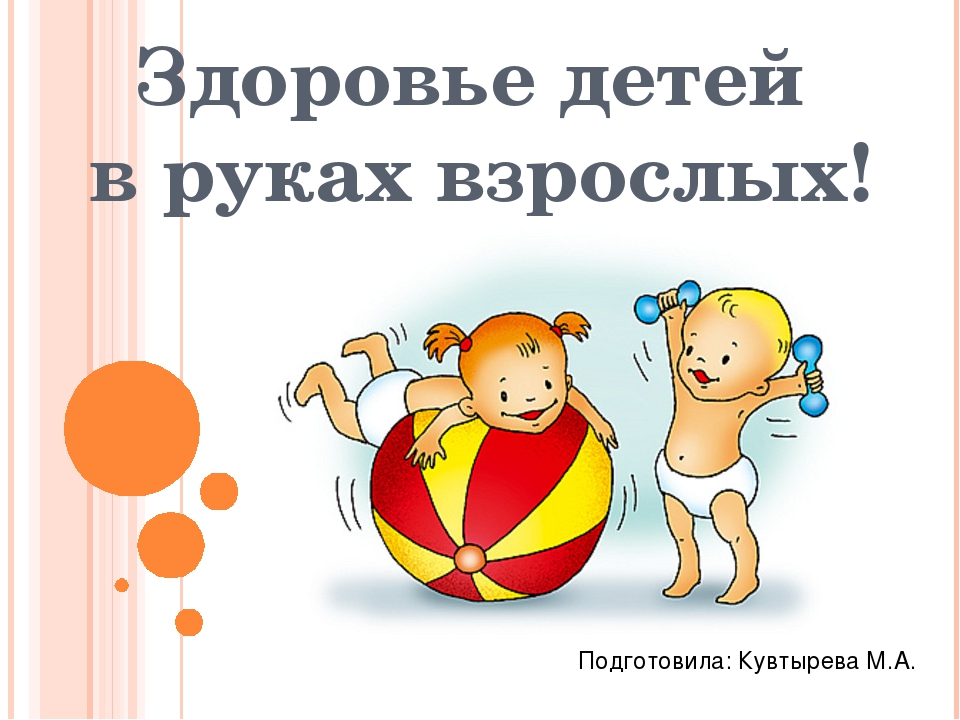 Здоровье детей
в руках взрослых!
Подготовила: Кувтырева М.А.